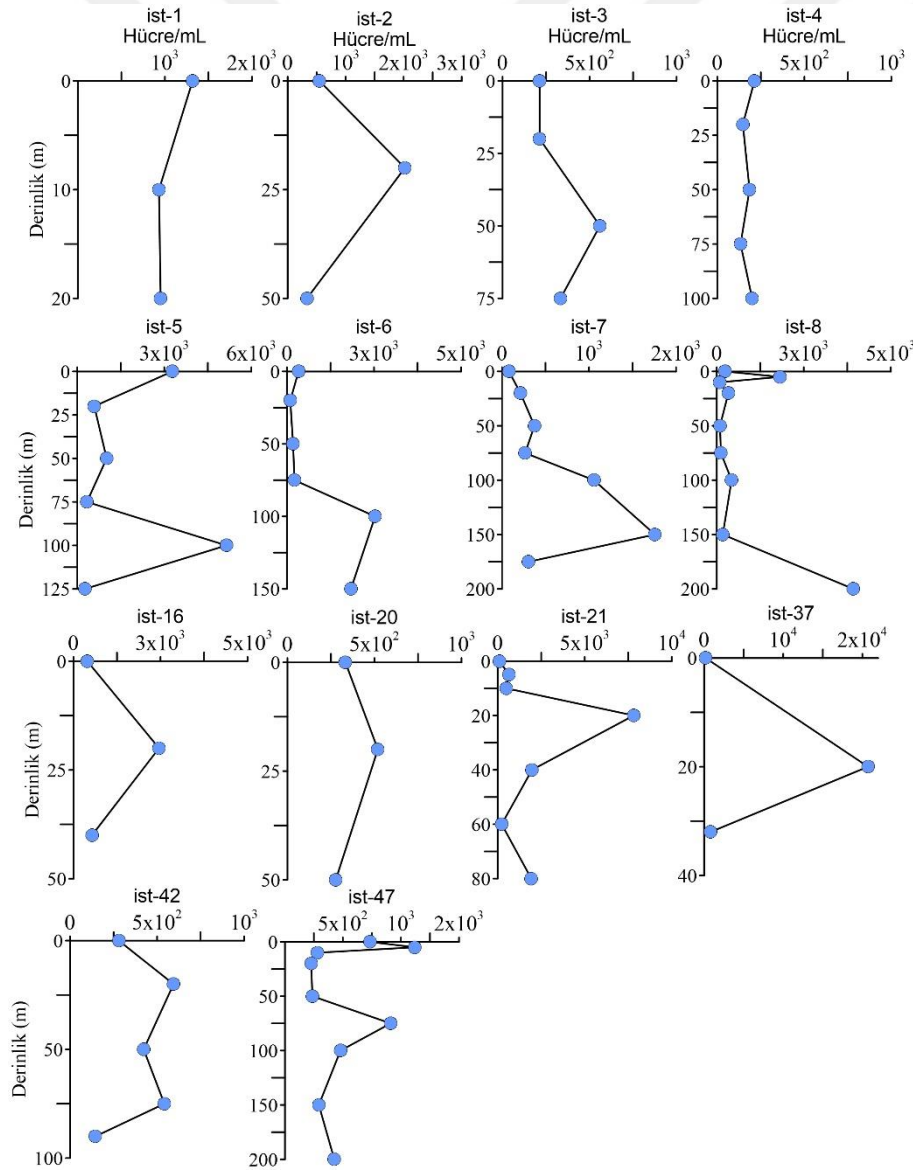 ist-1 ist-2 ist-3 ist-4
Hücre/mL Hücre/mL Hücre/mL Hücre/mL
0 10³ 2x10³ 0 10³ 2x10³ 3x10³ 0 5x10² 10³ 0 5x10² 10³
0 0 0 0
25 25
10 25 50 50
75
20 50 75 100
Derinlik (m)
ist-5 ist-6 ist-7 ist-8
0 3x10³ 6x10³ 0 3x10³ 5x10³ 0 10³ 2x10³ 0 3x10³ 5x10³
0 0 0 0
25
50 50 50 50
75 100 100
100 100 150 150
125 150 200 200
Derinlik (m)
ist-16 ist-20 ist-21 ist-37
0 3x10³ 5x10³ 0 5x10² 10³ 0 5x10³ 10⁴ 0 10⁴ 2x10⁴
0 0 0 0
20
25 25 40 20
60
50 50 80 40
Derinlik (m)
ist-42 ist-47
0 5x10² 10³ 0 5x10² 10³ 2x10³
0 0
50
50 100
150
100 200
Derinlik (m)